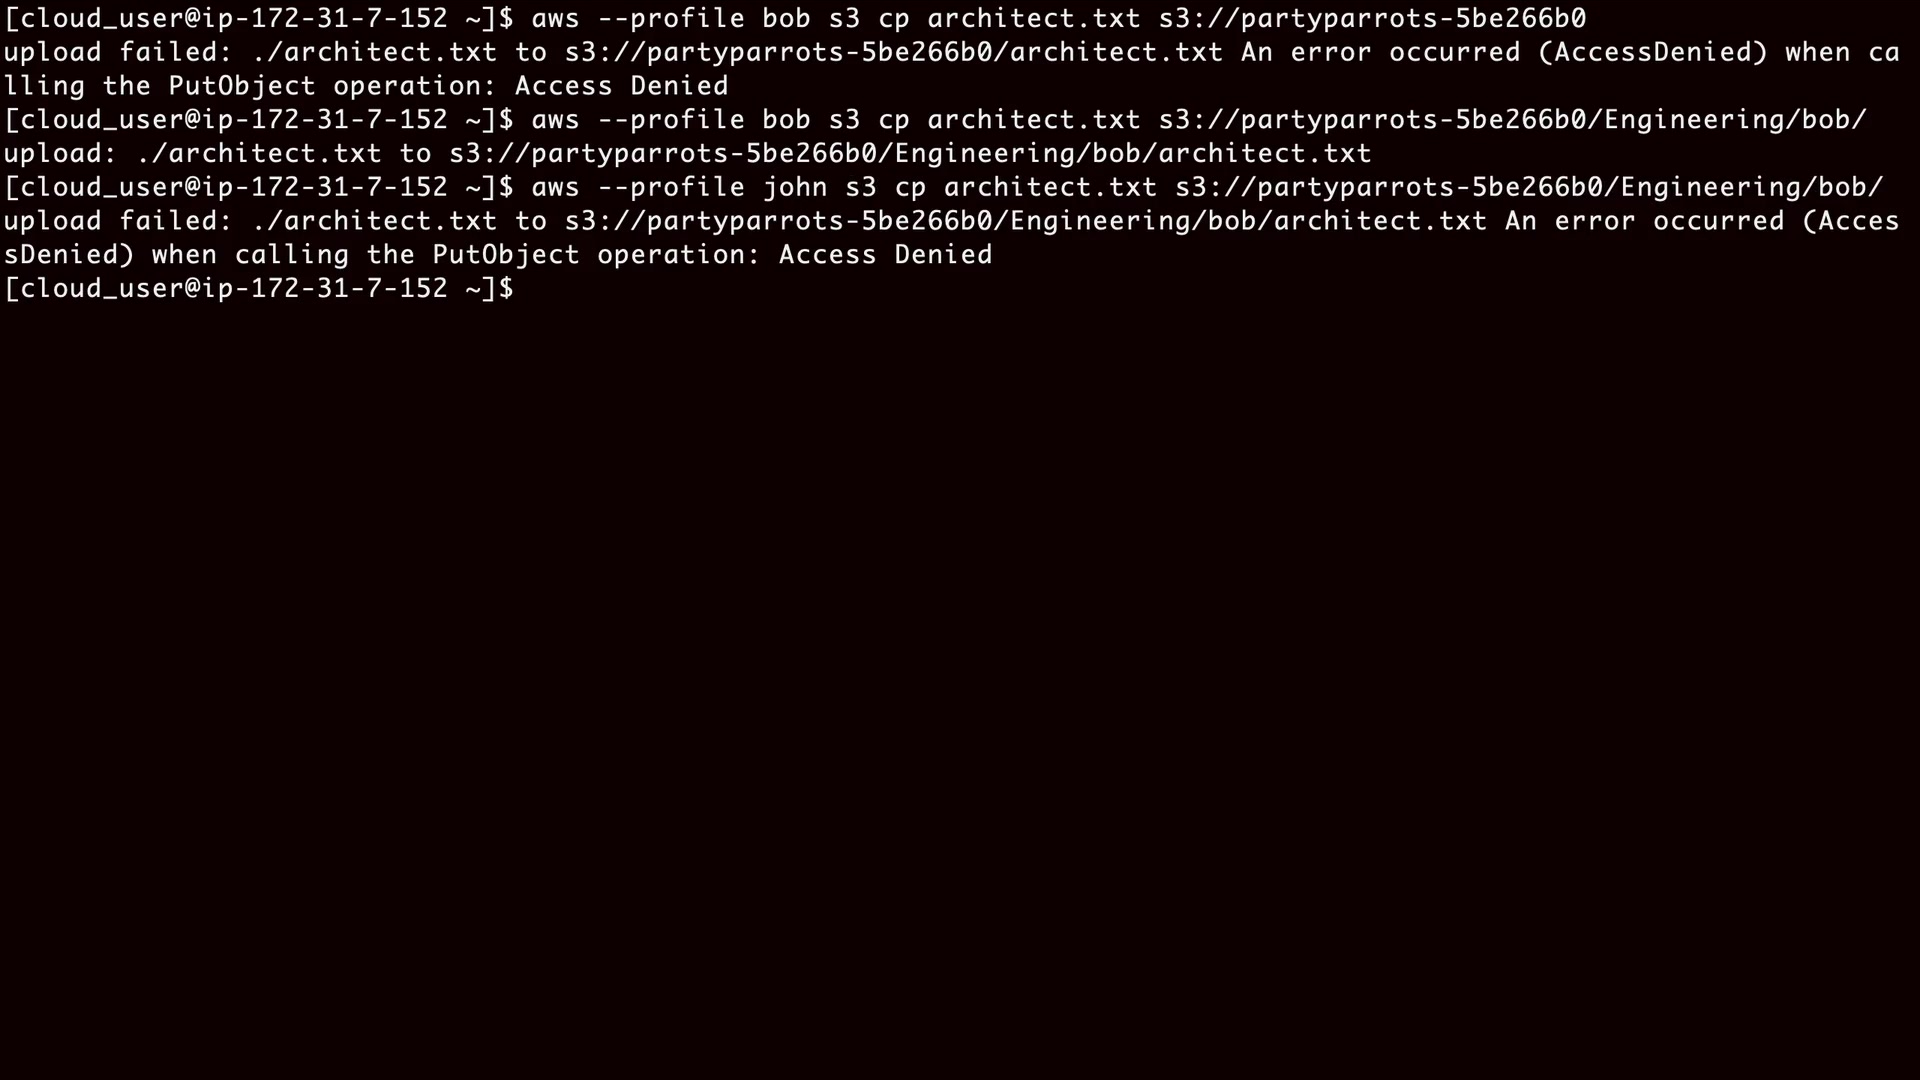 [cloud_user@ip-172-31-7-152 ~]$ aws --profile bob s3 cp architect.txt s3://partyparrots-5be266b0
upload failed: ./architect.txt to s3://partyparrots-5be266b0/architect.txt An error occurred (AccessDenied) when ca
lling the PutObject operation: Access Denied
[cloud_user@ip-172-31-7-152 ~]$ aws --profile bob s3 cp architect.txt s3://partyparrots-5be266b0/Engineering/bob/
upload: ./architect.txt to s3://partyparrots-5be266b0/Engineering/bob/architect.txt
[cloud_user@ip-172-31-7-152 ~]$ aws --profile john s3 cp architect.txt s3://partyparrots-5be266b0/Engineering/bob/
upload failed: ./architect.txt to s3://partyparrots-5be266b0/Engineering/bob/architect.txt An error occurred (Acces
sDenied) when calling the PutObject operation: Access Denied
[cloud_user@ip-172-31-7-152 ~]$